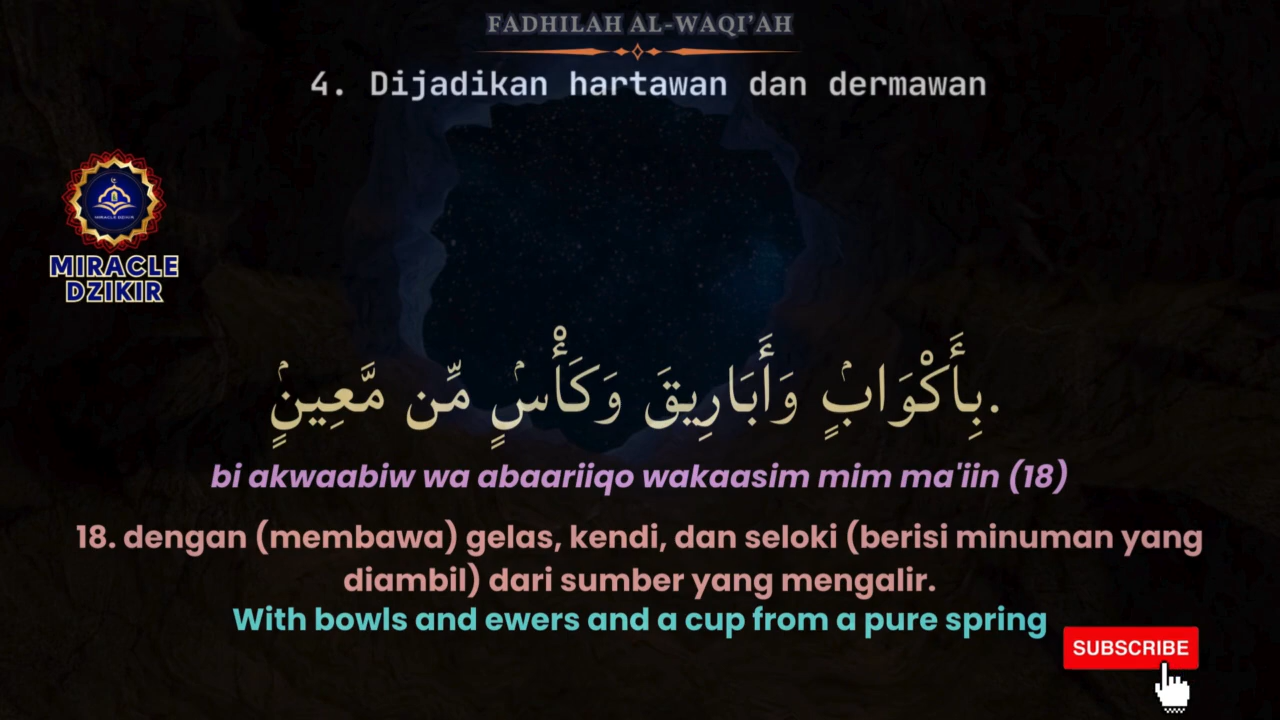 FADHILAH AL-WAQI'AH
4. Dijadikan hartawan dan dermawan
MIRACLE
DZIKIR
بِأَكْوَابٍۢ وَأَبَارِيقَ وَكَأْسٍۢ مِّن مَّعِينٍۢ.
bi akwaabiw wa abaariiqo wakaasim mim ma'iin (18)
18. dengan (membawa) gelas, kendi, dan seloki (berisi minuman yang
diambil) dari sumber yang mengalir.
With bowls and ewers and a cup from a pure spring
SUBSCRIBE